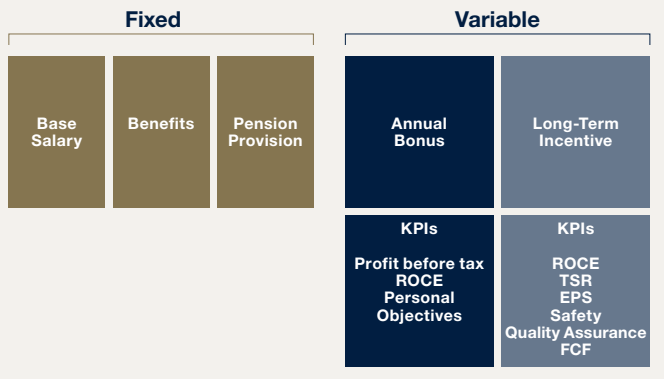 Fixed
Variable
Base
Salary
Benefits
Pension
Provision
Annual
Bonus
Long-Term
Incentive
KPIs
Profit before tax
ROCE
Personal
Objectives
KPIs
ROCE
TSR
EPS
Safety
Quality Assurance
FCF